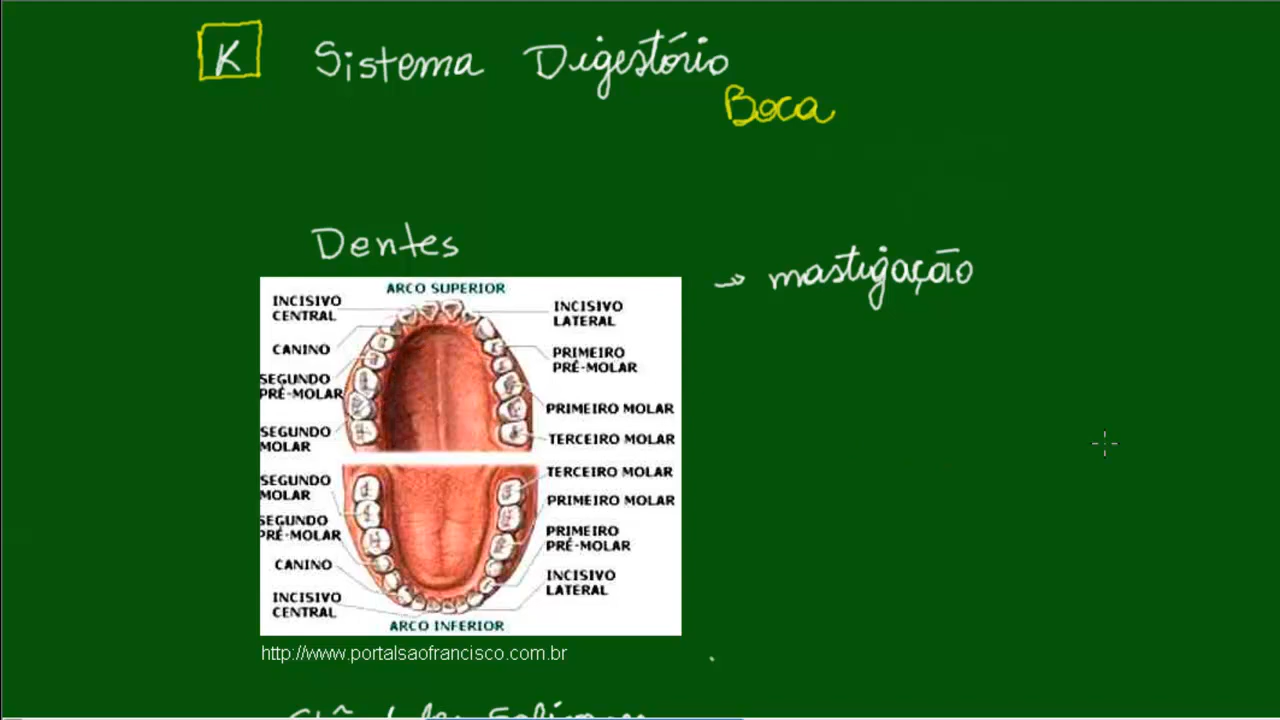 K Sistema Digestório
Boca
Dentes
→ mastigação
ARCO SUPERIOR
INCISIVO
CENTRAL
CANINO
SEGUNDO
PRÉ-MOLAR
SEGUNDO
MOLAR
INCISIVO
LATERAL
PRIMEIRO
PRÉ-MOLAR
PRIMEIRO MOLAR
TERCEIRO MOLAR
SEGUNDO
MOLAR
SEGUNDO
PRÉ-MOLAR
CANINO
INCISIVO
CENTRAL
TERCEIRO MOLAR
PRIMEIRO MOLAR
PRIMEIRO
PRÉ-MOLAR
INCISIVO
LATERAL
ARCO INFERIOR
http://www.portalsaofrancisco.com.br